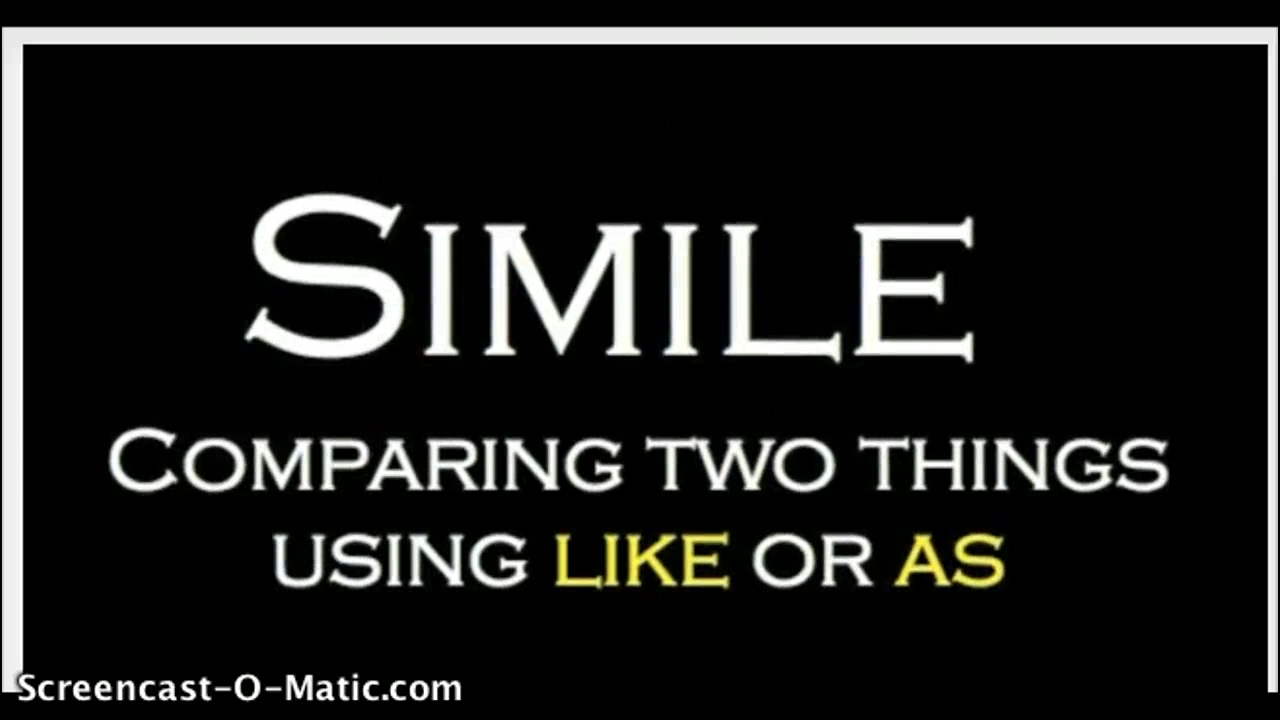 SIMILE
COMPARING TWO THINGS
USING LIKE OR AS
Screencast-O-Matic.com